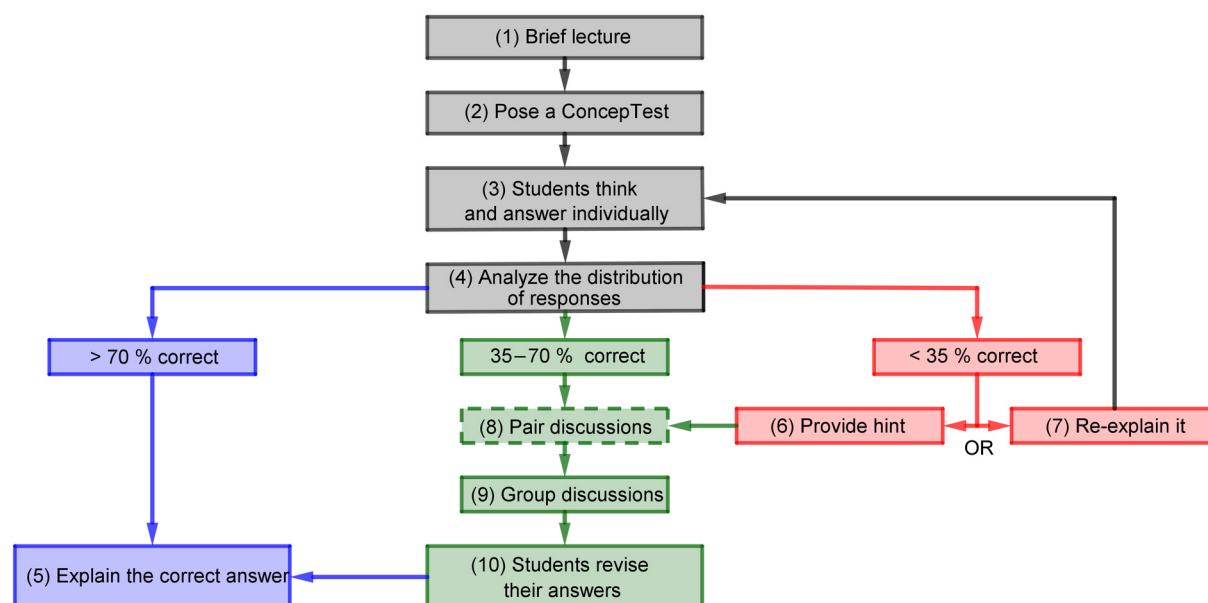 (1) Brief lecture
(2) Pose a ConcepTest
(3) Students think
and answer individually
(4) Analyze the distribution
of responses
> 70 % correct
35–70 % correct
< 35 % correct
(8) Pair discussions
(6) Provide hint
OR
(7) Re-explain it
(9) Group discussions
(5) Explain the correct answer
(10) Students revise
their answers